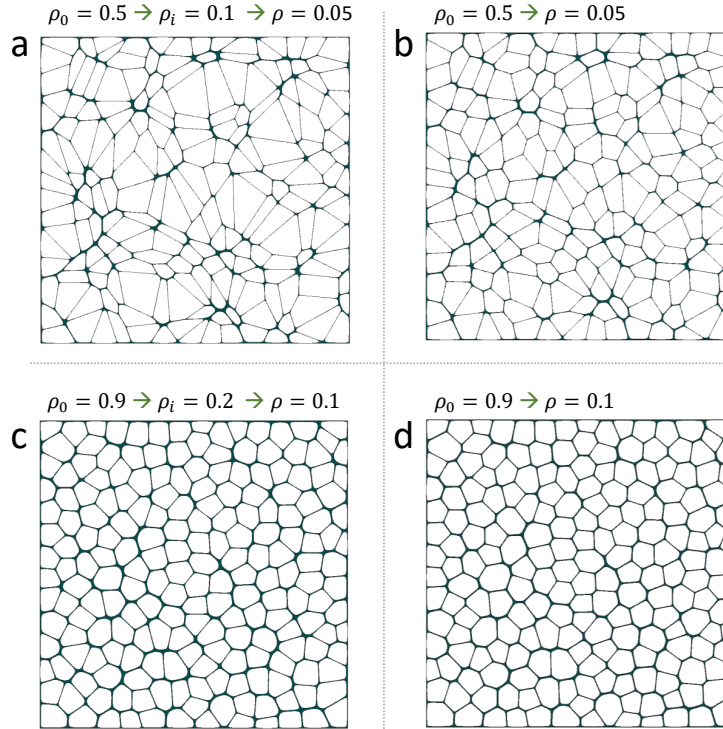 ρ₀ = 0.5 → ρᵢ = 0.1 → ρ = 0.05
a
ρ₀ = 0.5 → ρ = 0.05
b
ρ₀ = 0.9 → ρᵢ = 0.2 → ρ = 0.1
c
ρ₀ = 0.9 → ρ = 0.1
d